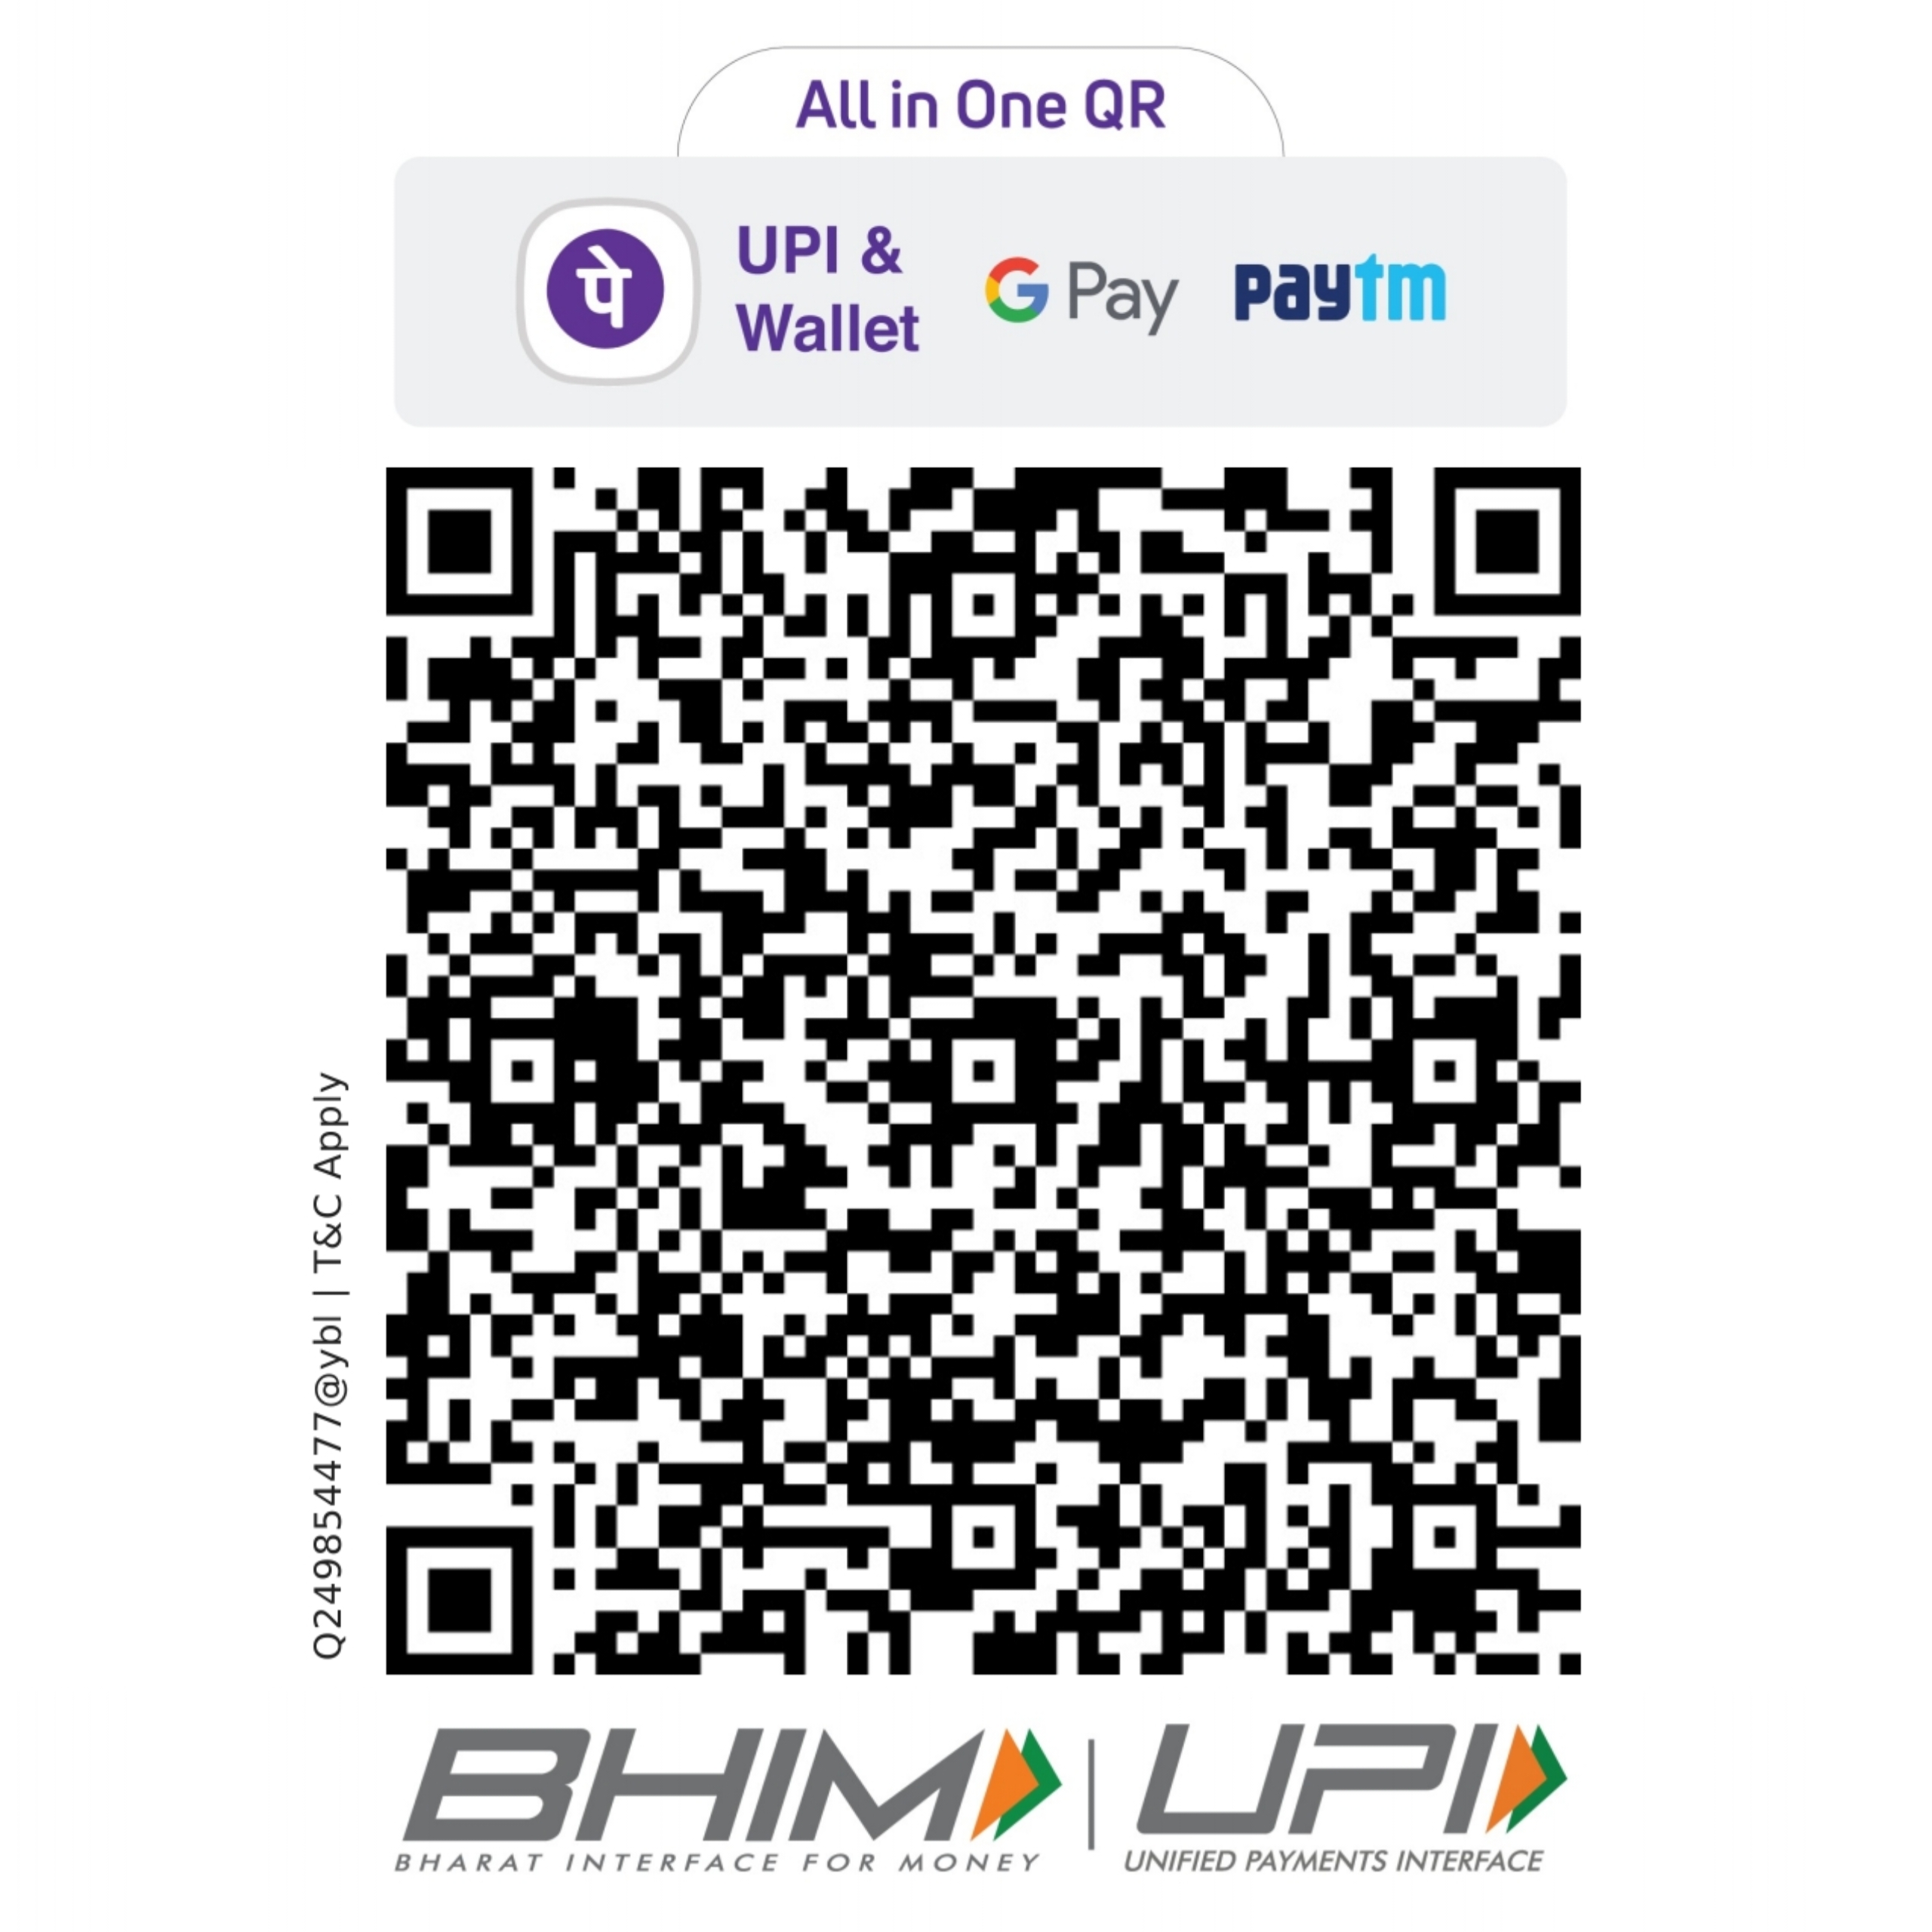 All in One QR
पे
UPI &
Wallet
G Pay
paytm
Q249854477@ybl | T&C Apply
BHIM
BHARAT INTERFACE FOR MONEY
UPI
UNIFIED PAYMENTS INTERFACE